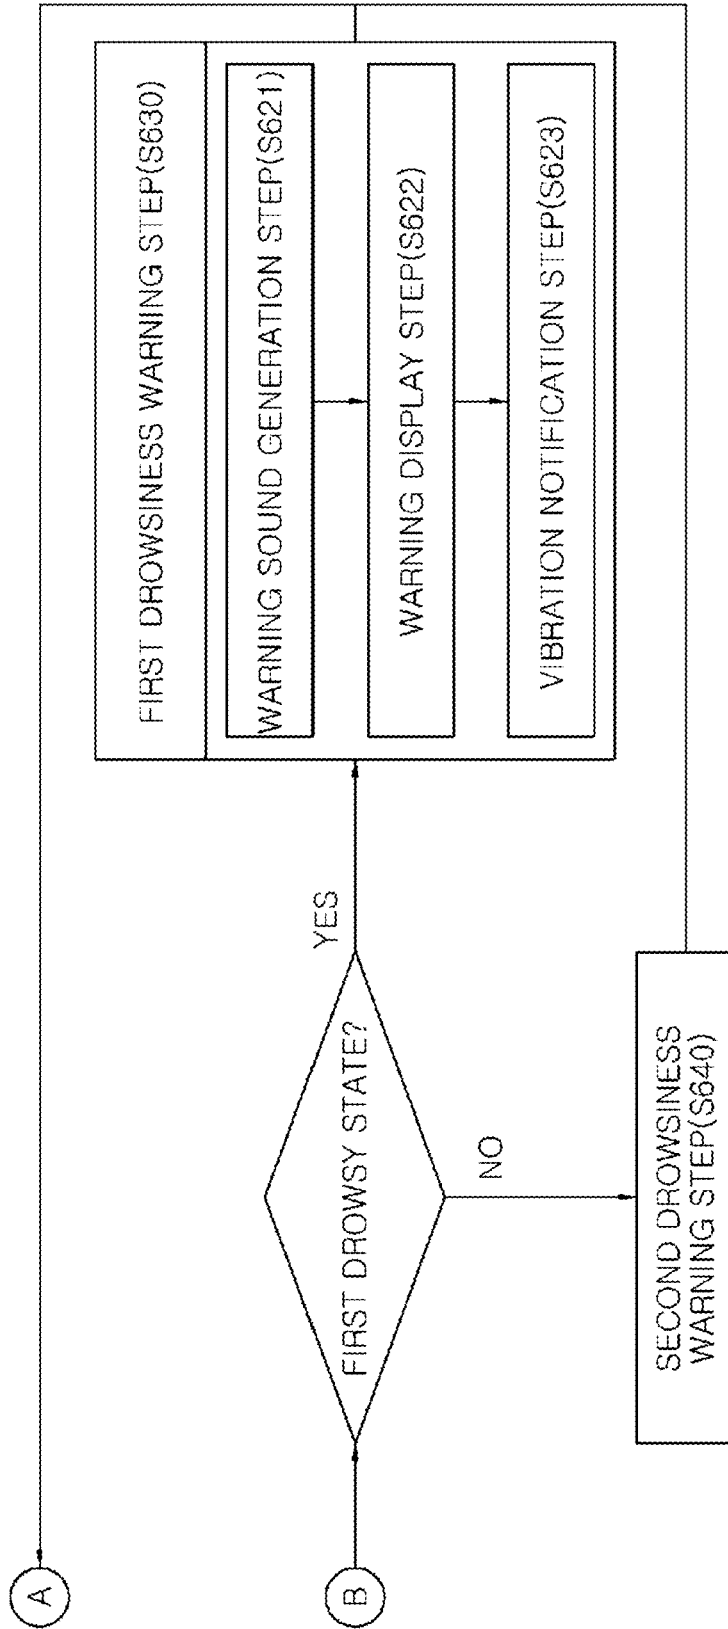 A
B
FIRST DROWSY STATE?
YES
NO
FIRST DROWSINESS WARNING STEP(S630)
WARNING SOUND GENERATION STEP(S621)
WARNING DISPLAY STEP(S622)
VIBRATION NOTIFICATION STEP(S623)
SECOND DROWSINESS
WARNING STEP(S640)